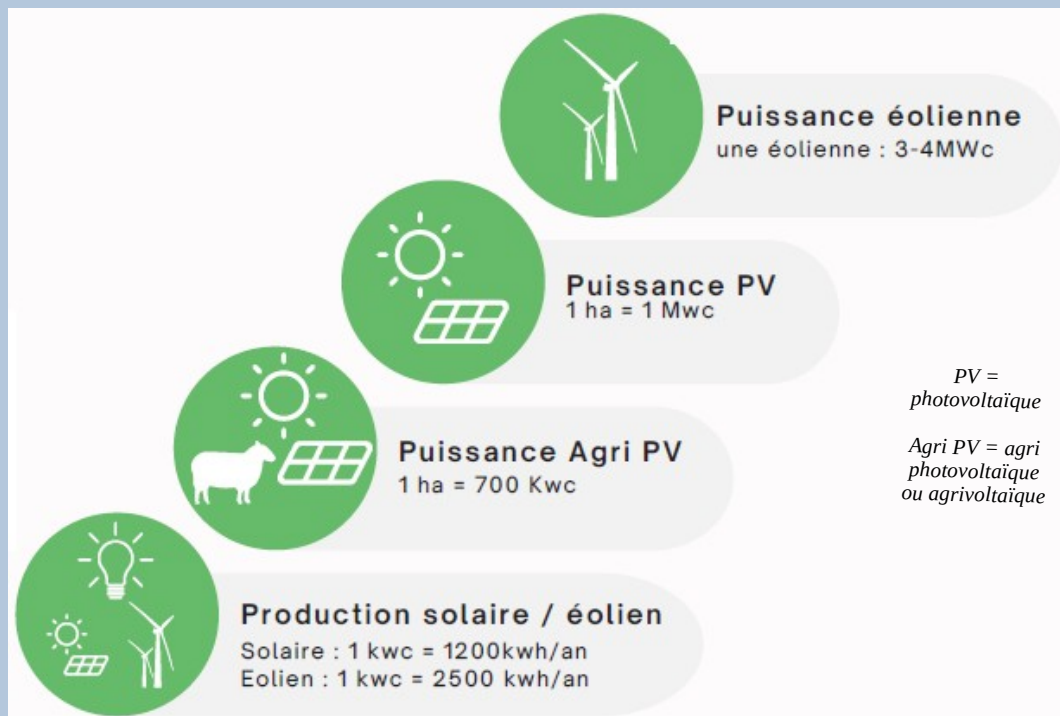 Puissance éolienne
une éolienne : 3-4MWc
Puissance PV
1 ha = 1 Mwc
PV =
photovoltaïque
Agri PV = agri
photovoltaïque
ou agrivoltaïque
Puissance Agri PV
1 ha = 700 Kwc
Production solaire / éolien
Solaire : 1 kwc = 1200kwh/an
Eolien : 1 kwc = 2500 kwh/an